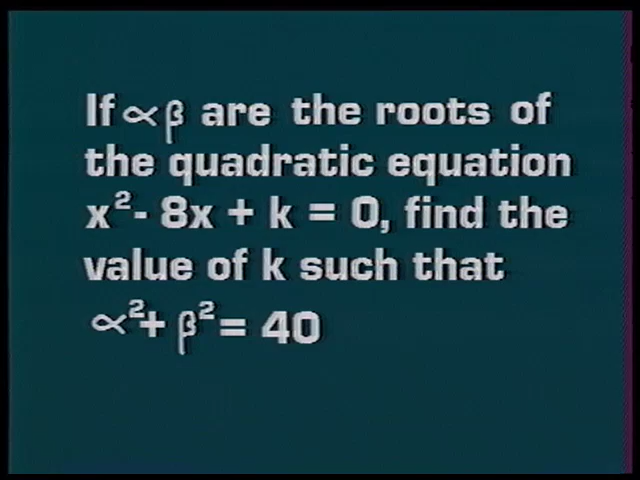 If ∝ β are the roots of
the quadratic equation
x² - 8x + k = 0, find the
value of k such that
∝² + β² = 40